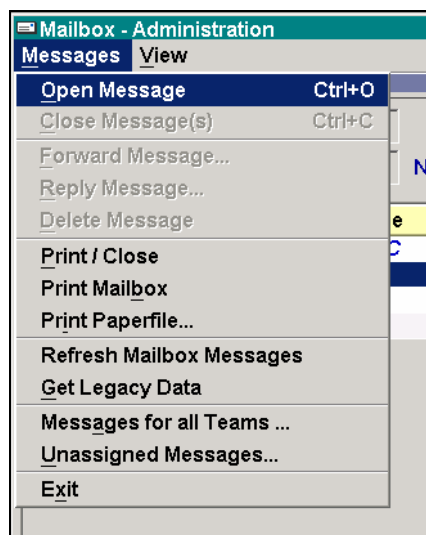 Mailbox - Administration
Messages View
Open Message Ctrl+O
Close Message(s) Ctrl+C
Forward Message...
N
Reply Message...
Delete Message
e
Print / Close
C
Print Mailbox
Print Paperfile...
Refresh Mailbox Messages
Get Legacy Data
Messages for all Teams ...
Unassigned Messages...
Exit